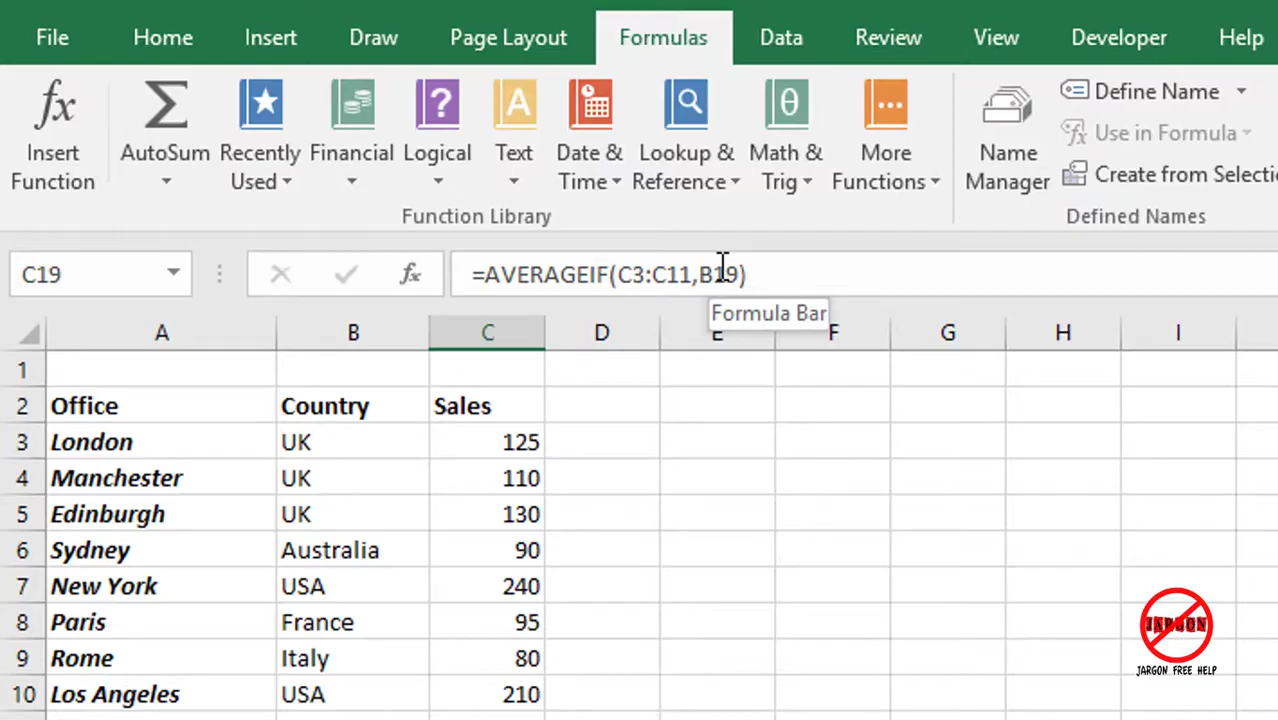 File Home Insert Draw Page Layout Formulas Data Review View Developer Help
fx Insert Function
AutoSum
Recently Used
Financial
Logical
Text
Date & Time
Lookup & Reference
Math & Trig
More Functions
Function Library
Name Manager
Define Name
Use in Formula
Create from Selectio
Defined Names
C19 fx =AVERAGEIF(C3:C11,B19)
Formula Bar
A B C D E F G H I
1
2 Office Country Sales
3 London UK 125
4 Manchester UK 110
5 Edinburgh UK 130
6 Sydney Australia 90
7 New York USA 240
8 Paris France 95
9 Rome Italy 80
10 Los Angeles USA 210
JARGON
JARGON FREE HELP